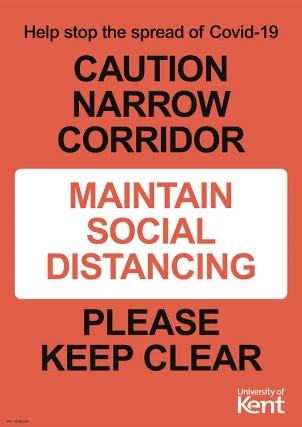 Help stop the spread of Covid-19
CAUTION
NARROW
CORRIDOR
MAINTAIN
SOCIAL
DISTANCING
PLEASE
KEEP CLEAR
University of
Kent